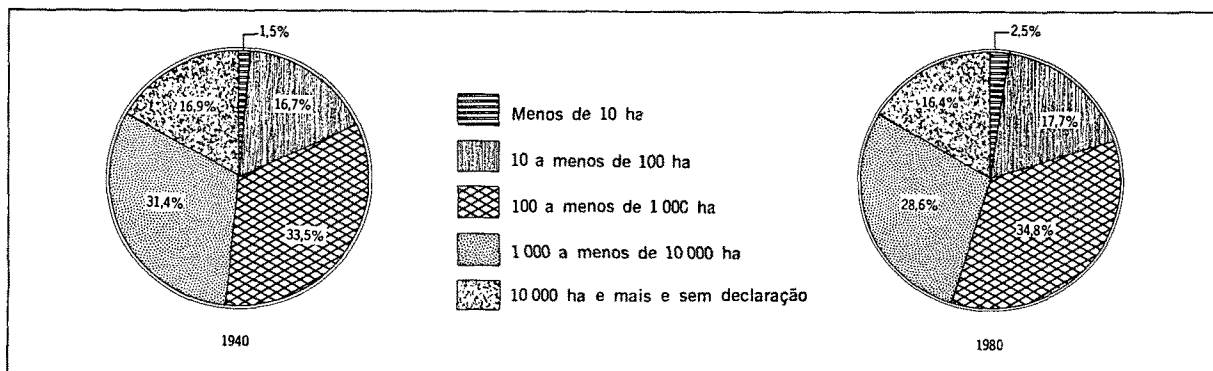 1,5%
16,9%
16,7%
31,4%
33,5%
1940
Menos de 10 ha
10 a menos de 100 ha
100 a menos de 1 000 ha
1 000 a menos de 10 000 ha
10 000 ha e mais e sem declaração
2,5%
16,4%
17,7%
28,6%
34,8%
1980